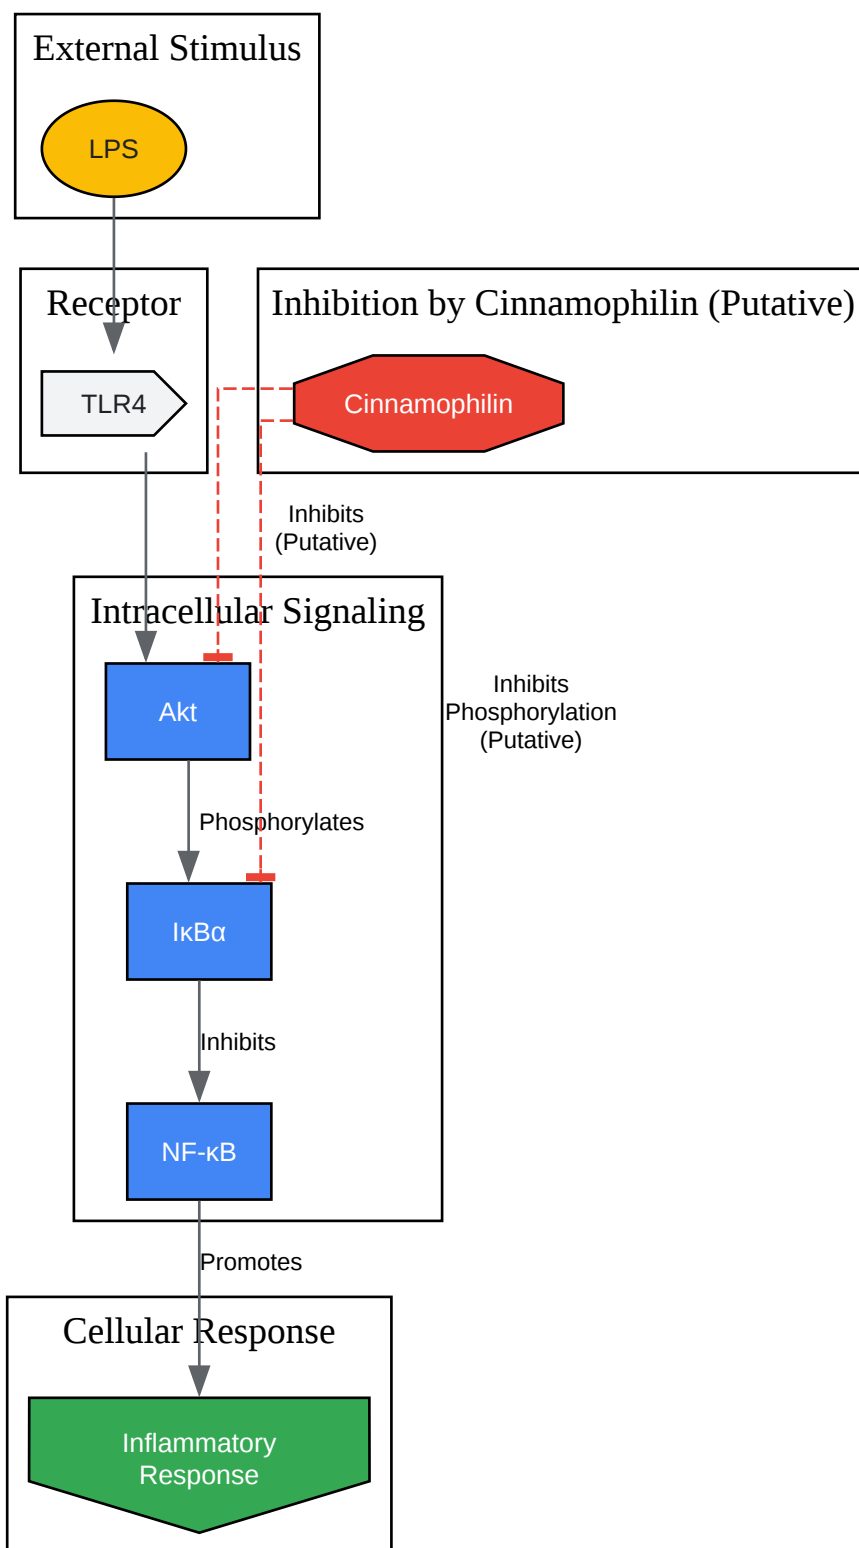 External Stimulus
LPS
Receptor
TLR4
Inhibition by Cinnamophilin (Putative)
Cinnamophilin
Inhibits
(Putative)
Intracellular Signaling
Akt
Inhibits
Phosphorylation
(Putative)
Phosphorylates
IκBα
Inhibits
NF-κB
Promotes
Cellular Response
Inflammatory
Response